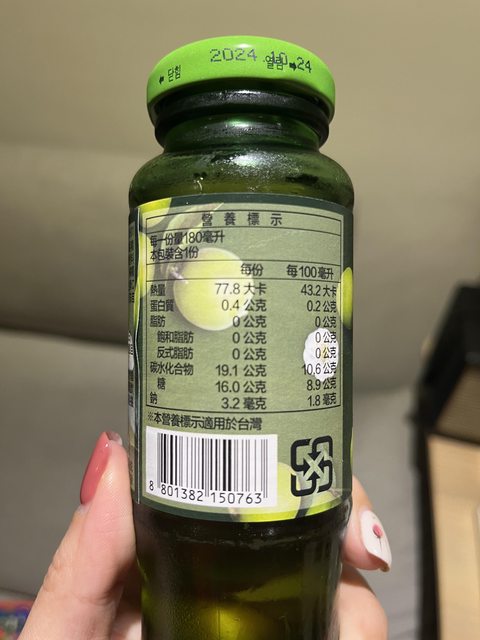 2024.10.24
닫힘
열림
營養標示
每一份量180毫升
本包裝含1份
每份 每100毫升
熱量 77.8 大卡 43.2 大卡
蛋白質 0.4 公克 0.2 公克
脂肪 0 公克 0 公克
飽和脂肪 0 公克 0 公克
反式脂肪 0 公克 0 公克
碳水化合物 19.1 公克 10.6 公克
糖 16.0 公克 8.9 公克
鈉 3.2 毫克 1.8 毫克
※本營養標示適用於台灣
8 801382 150763